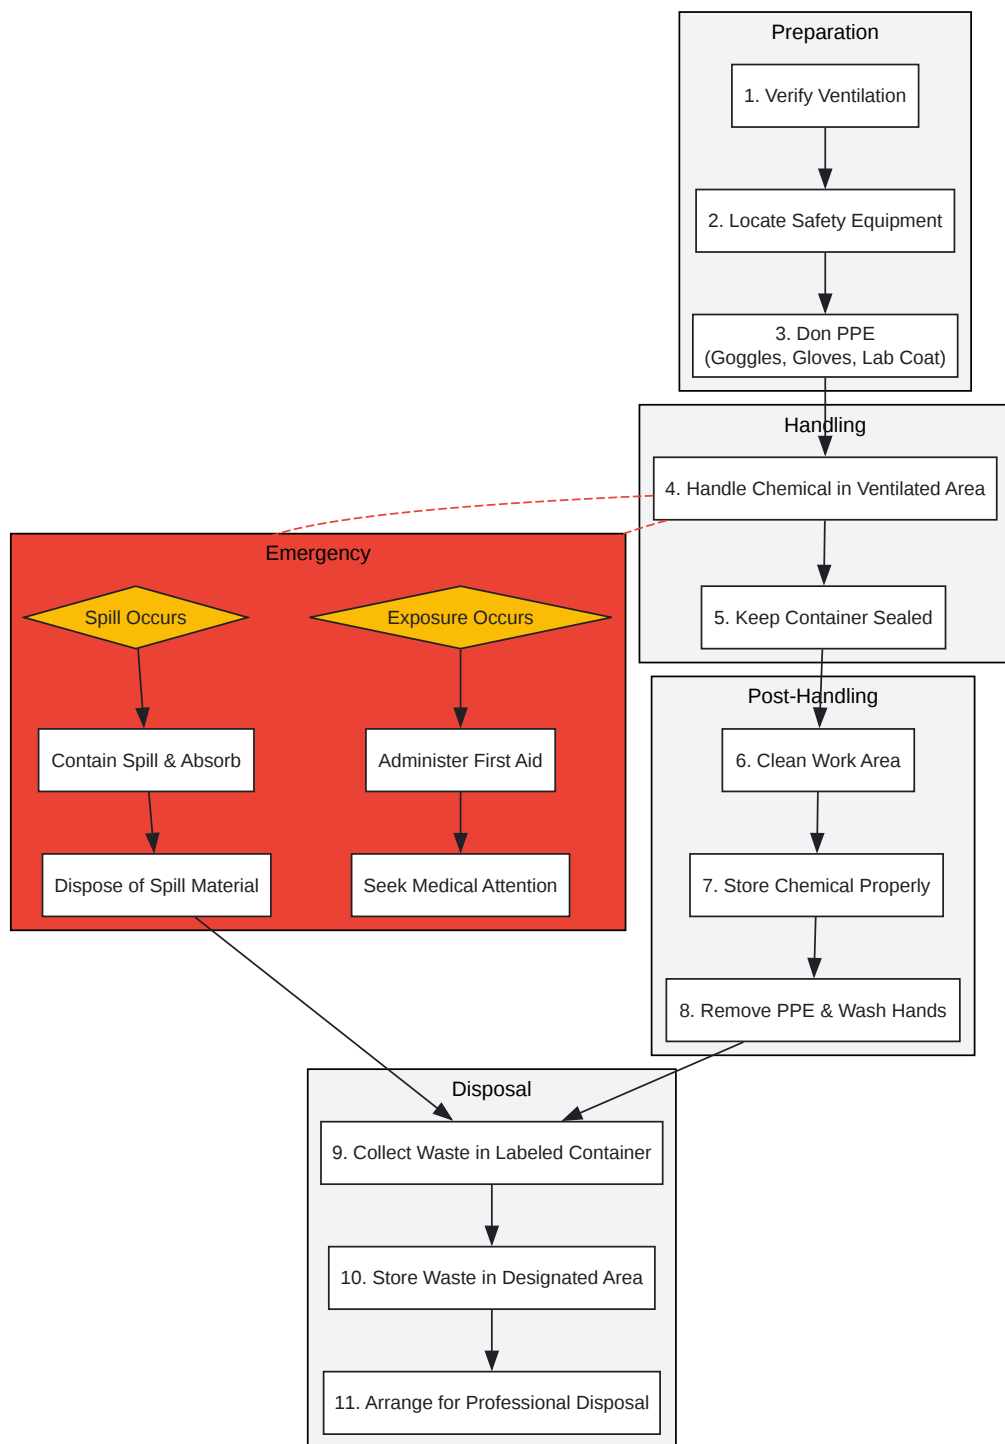 Preparation
1. Verify Ventilation
2. Locate Safety Equipment
3. Don PPE
(Goggles, Gloves, Lab Coat)
Handling
4. Handle Chemical in Ventilated Area
5. Keep Container Sealed
Emergency
Spill Occurs
Exposure Occurs
Contain Spill & Absorb
Administer First Aid
Dispose of Spill Material
Seek Medical Attention
Post-Handling
6. Clean Work Area
7. Store Chemical Properly
8. Remove PPE & Wash Hands
Disposal
9. Collect Waste in Labeled Container
10. Store Waste in Designated Area
11. Arrange for Professional Disposal